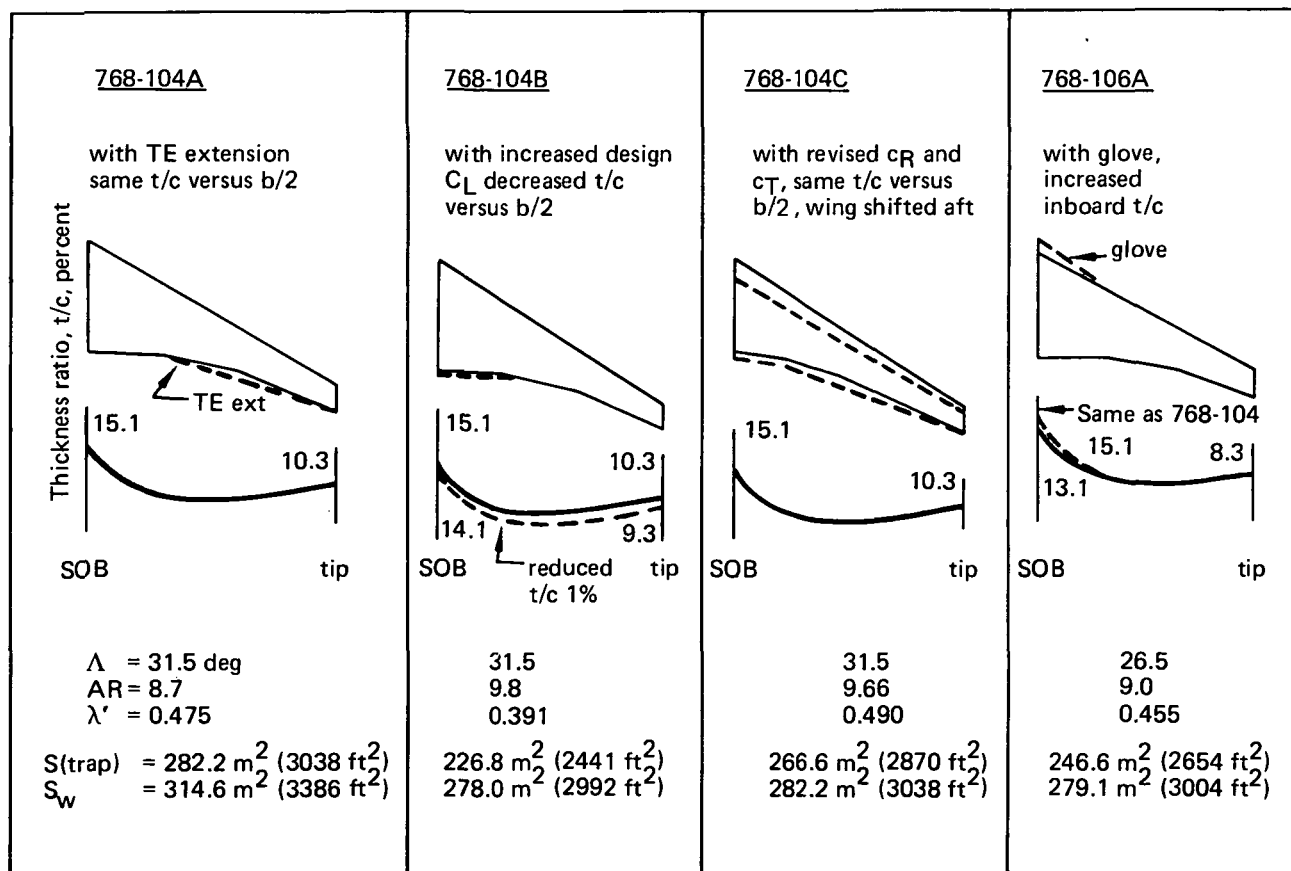 768-104A
with TE extension
same t/c versus b/2
Thickness ratio, t/c, percent
TE ext
15.1
10.3
SOB
tip
Λ = 31.5 deg
AR = 8.7
λ′ = 0.475
S(trap) = 282.2 m² (3038 ft²)
S_W = 314.6 m² (3386 ft²)
768-104B
with increased design
C_L decreased t/c
versus b/2
15.1
10.3
14.1
9.3
SOB
reduced
t/c 1%
tip
31.5
9.8
0.391
226.8 m² (2441 ft²)
278.0 m² (2992 ft²)
768-104C
with revised c_R and
c_T, same t/c versus
b/2, wing shifted aft
15.1
10.3
SOB
tip
31.5
9.66
0.490
266.6 m² (2870 ft²)
282.2 m² (3038 ft²)
768-106A
with glove,
increased
inboard t/c
glove
Same as 768-104
15.1
8.3
13.1
SOB
tip
26.5
9.0
0.455
246.6 m² (2654 ft²)
279.1 m² (3004 ft²)